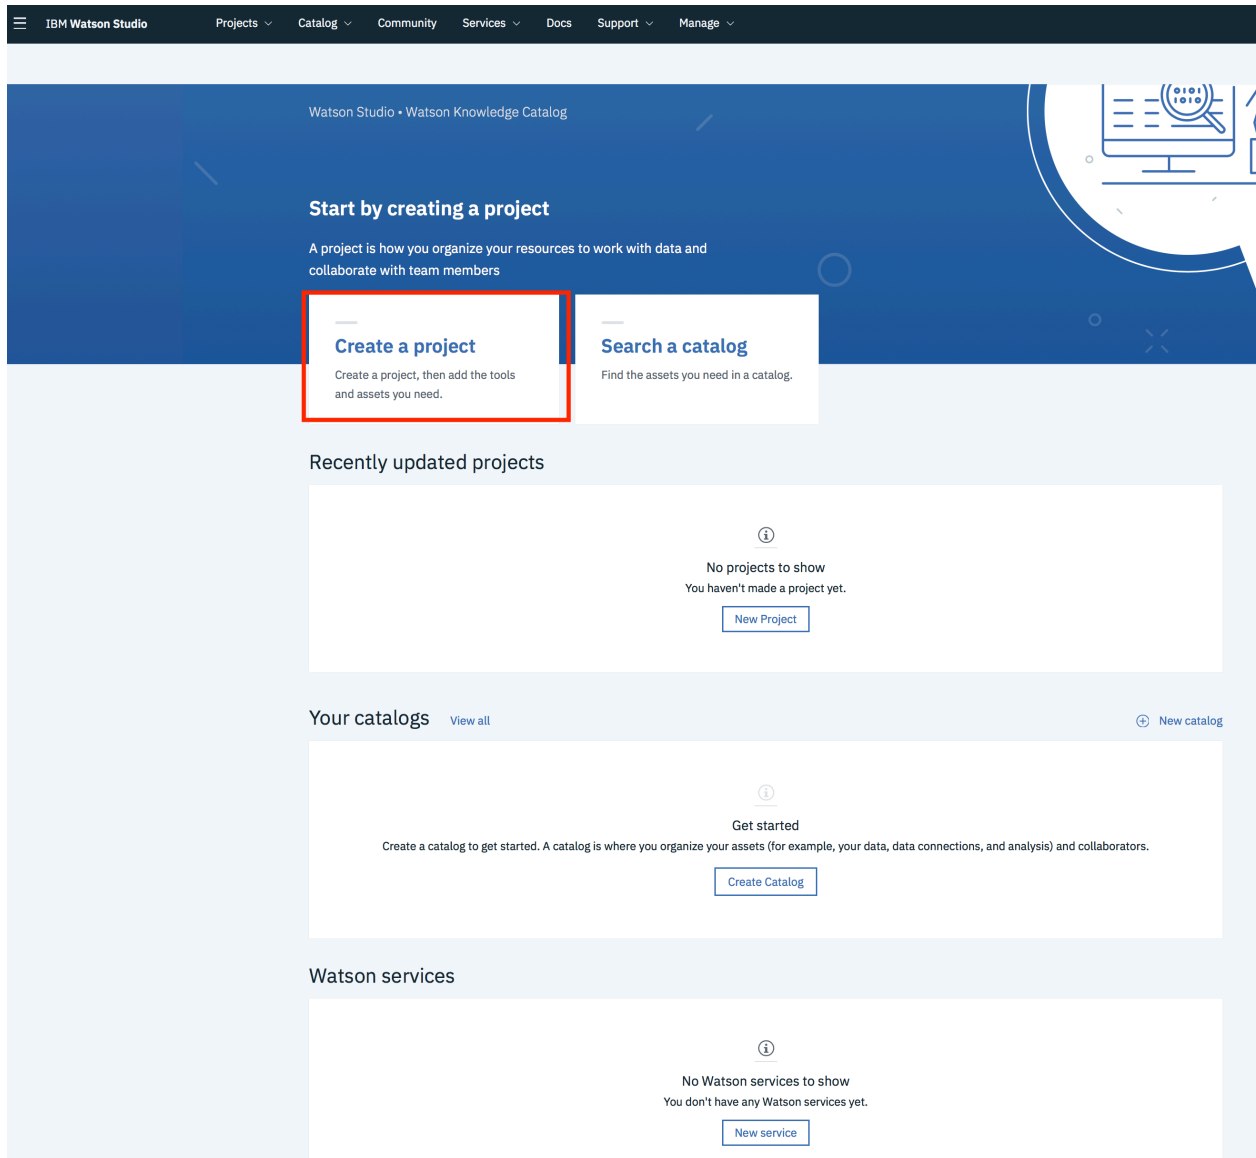 IBM Watson Studio Projects Catalog Community Services Docs Support Manage
Watson Studio • Watson Knowledge Catalog
Start by creating a project
A project is how you organize your resources to work with data and
collaborate with team members
Create a project
Create a project, then add the tools
and assets you need.
Search a catalog
Find the assets you need in a catalog.
Recently updated projects
No projects to show
You haven't made a project yet.
New Project
Your catalogs View all New catalog
Get started
Create a catalog to get started. A catalog is where you organize your assets (for example, your data, data connections, and analysis) and collaborators.
Create Catalog
Watson services
No Watson services to show
You don't have any Watson services yet.
New service